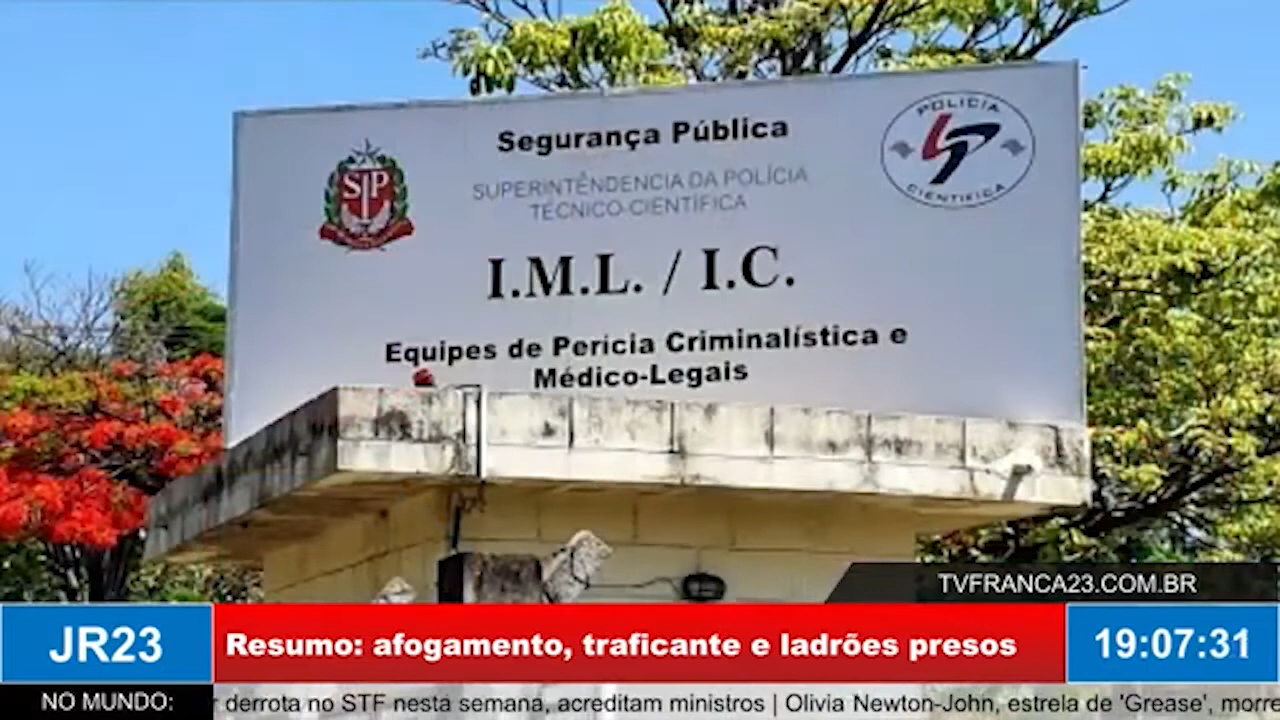 Segurança Pública
SUPERINTÊNDENCIA DA POLÍCIA
TÉCNICO-CIENTÍFICA
SP
POLICIA
CIENTIFICA
I.M.L. / I.C.
Equipes de Perícia Criminalística e
Médico-Legais
TVFRANCA23.COM.BR
JR23
Resumo: afogamento, traficante e ladrões presos
19:07:31
NO MUNDO:
r derrota no STF nesta semana, acreditam ministros | Olivia Newton-John, estrela de 'Grease', morre